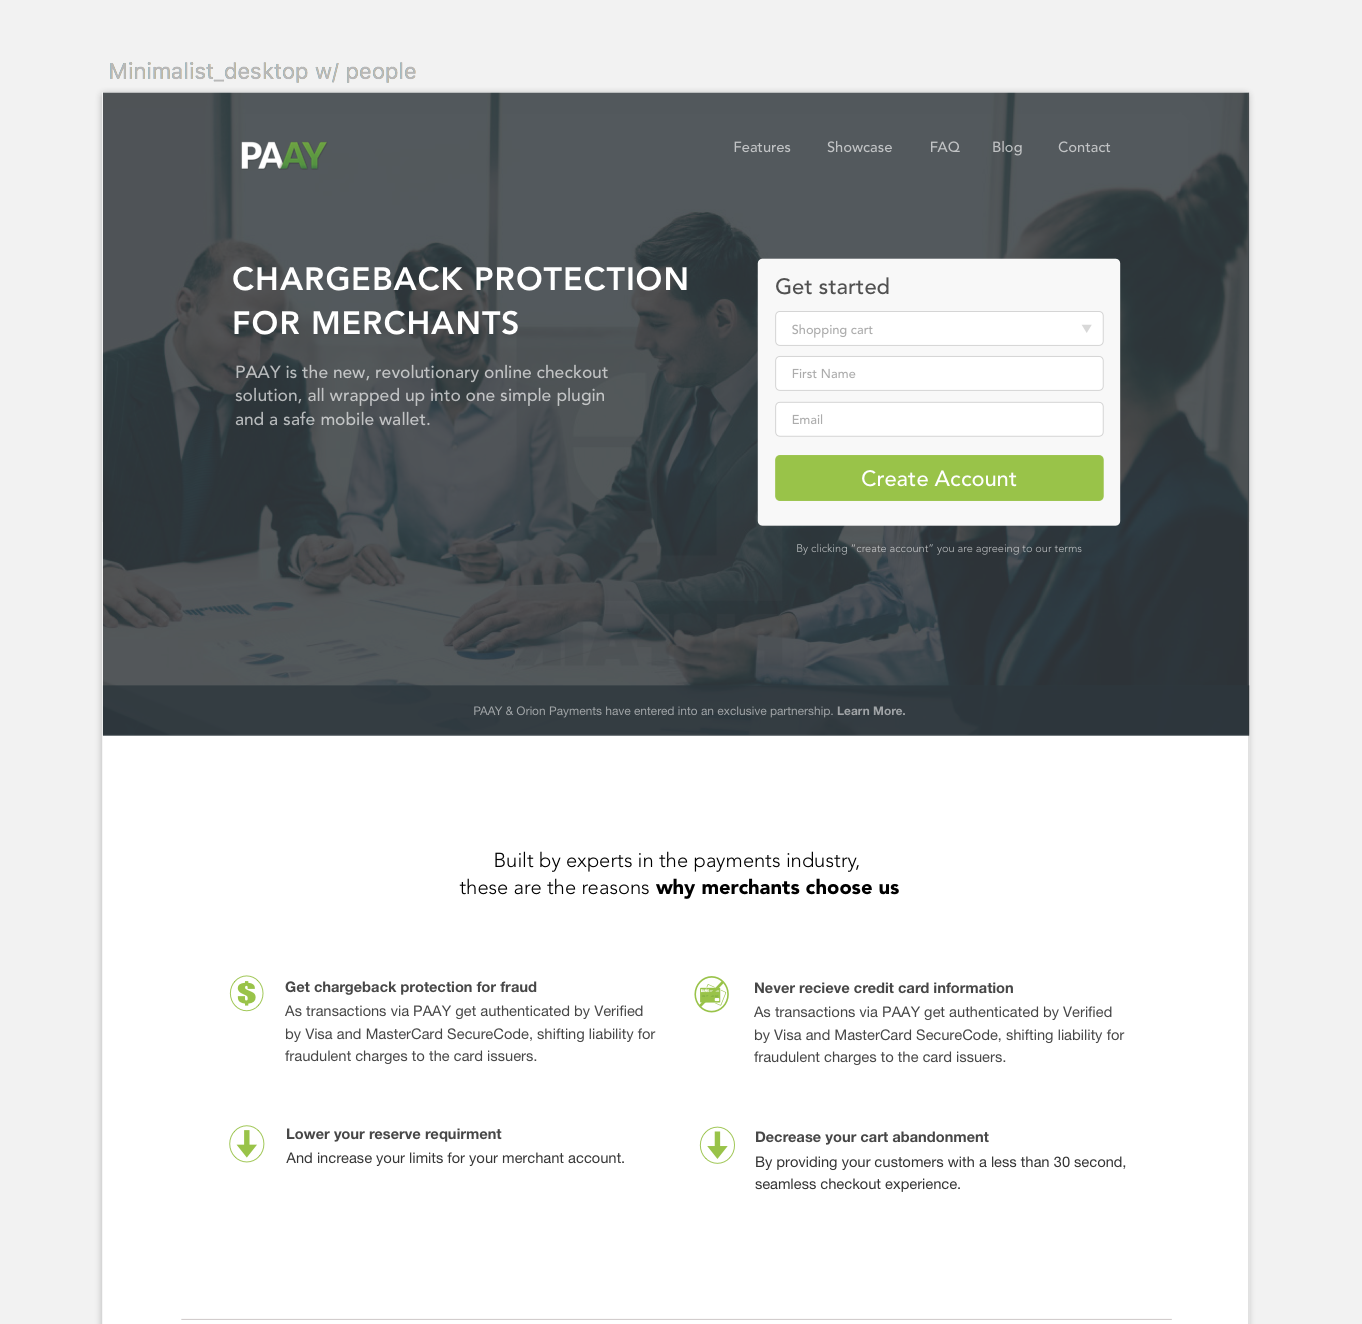 Minimalist_desktop w/ people
PAAY
Features Showcase FAQ Blog Contact
CHARGEBACK PROTECTION
FOR MERCHANTS
PAAY is the new, revolutionary online checkout
solution, all wrapped up into one simple plugin
and a safe mobile wallet.
Get started
Shopping cart
First Name
Email
Create Account
By clicking “create account” you are agreeing to our terms
PAAY & Orion Payments have entered into an exclusive partnership. Learn More.
Built by experts in the payments industry,
these are the reasons why merchants choose us
Get chargeback protection for fraud
As transactions via PAAY get authenticated by Verified
by Visa and MasterCard SecureCode, shifting liability for
fraudulent charges to the card issuers.
Never recieve credit card information
As transactions via PAAY get authenticated by Verified
by Visa and MasterCard SecureCode, shifting liability for
fraudulent charges to the card issuers.
Lower your reserve requirment
And increase your limits for your merchant account.
Decrease your cart abandonment
By providing your customers with a less than 30 second,
seamless checkout experience.